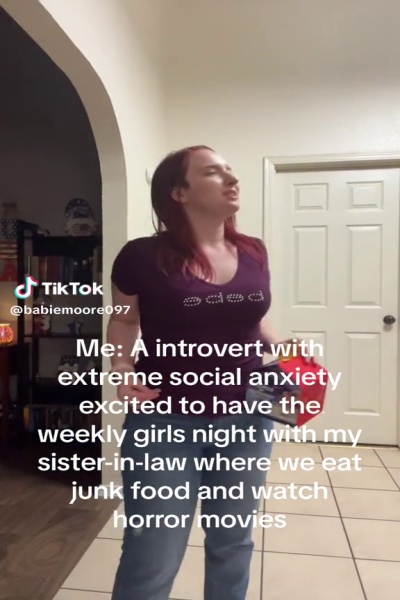 TikTok
@babiemoore097
Me: A introvert with
extreme social anxiety
excited to have the
weekly girls night with my
sister-in-law where we eat
junk food and watch
horror movies